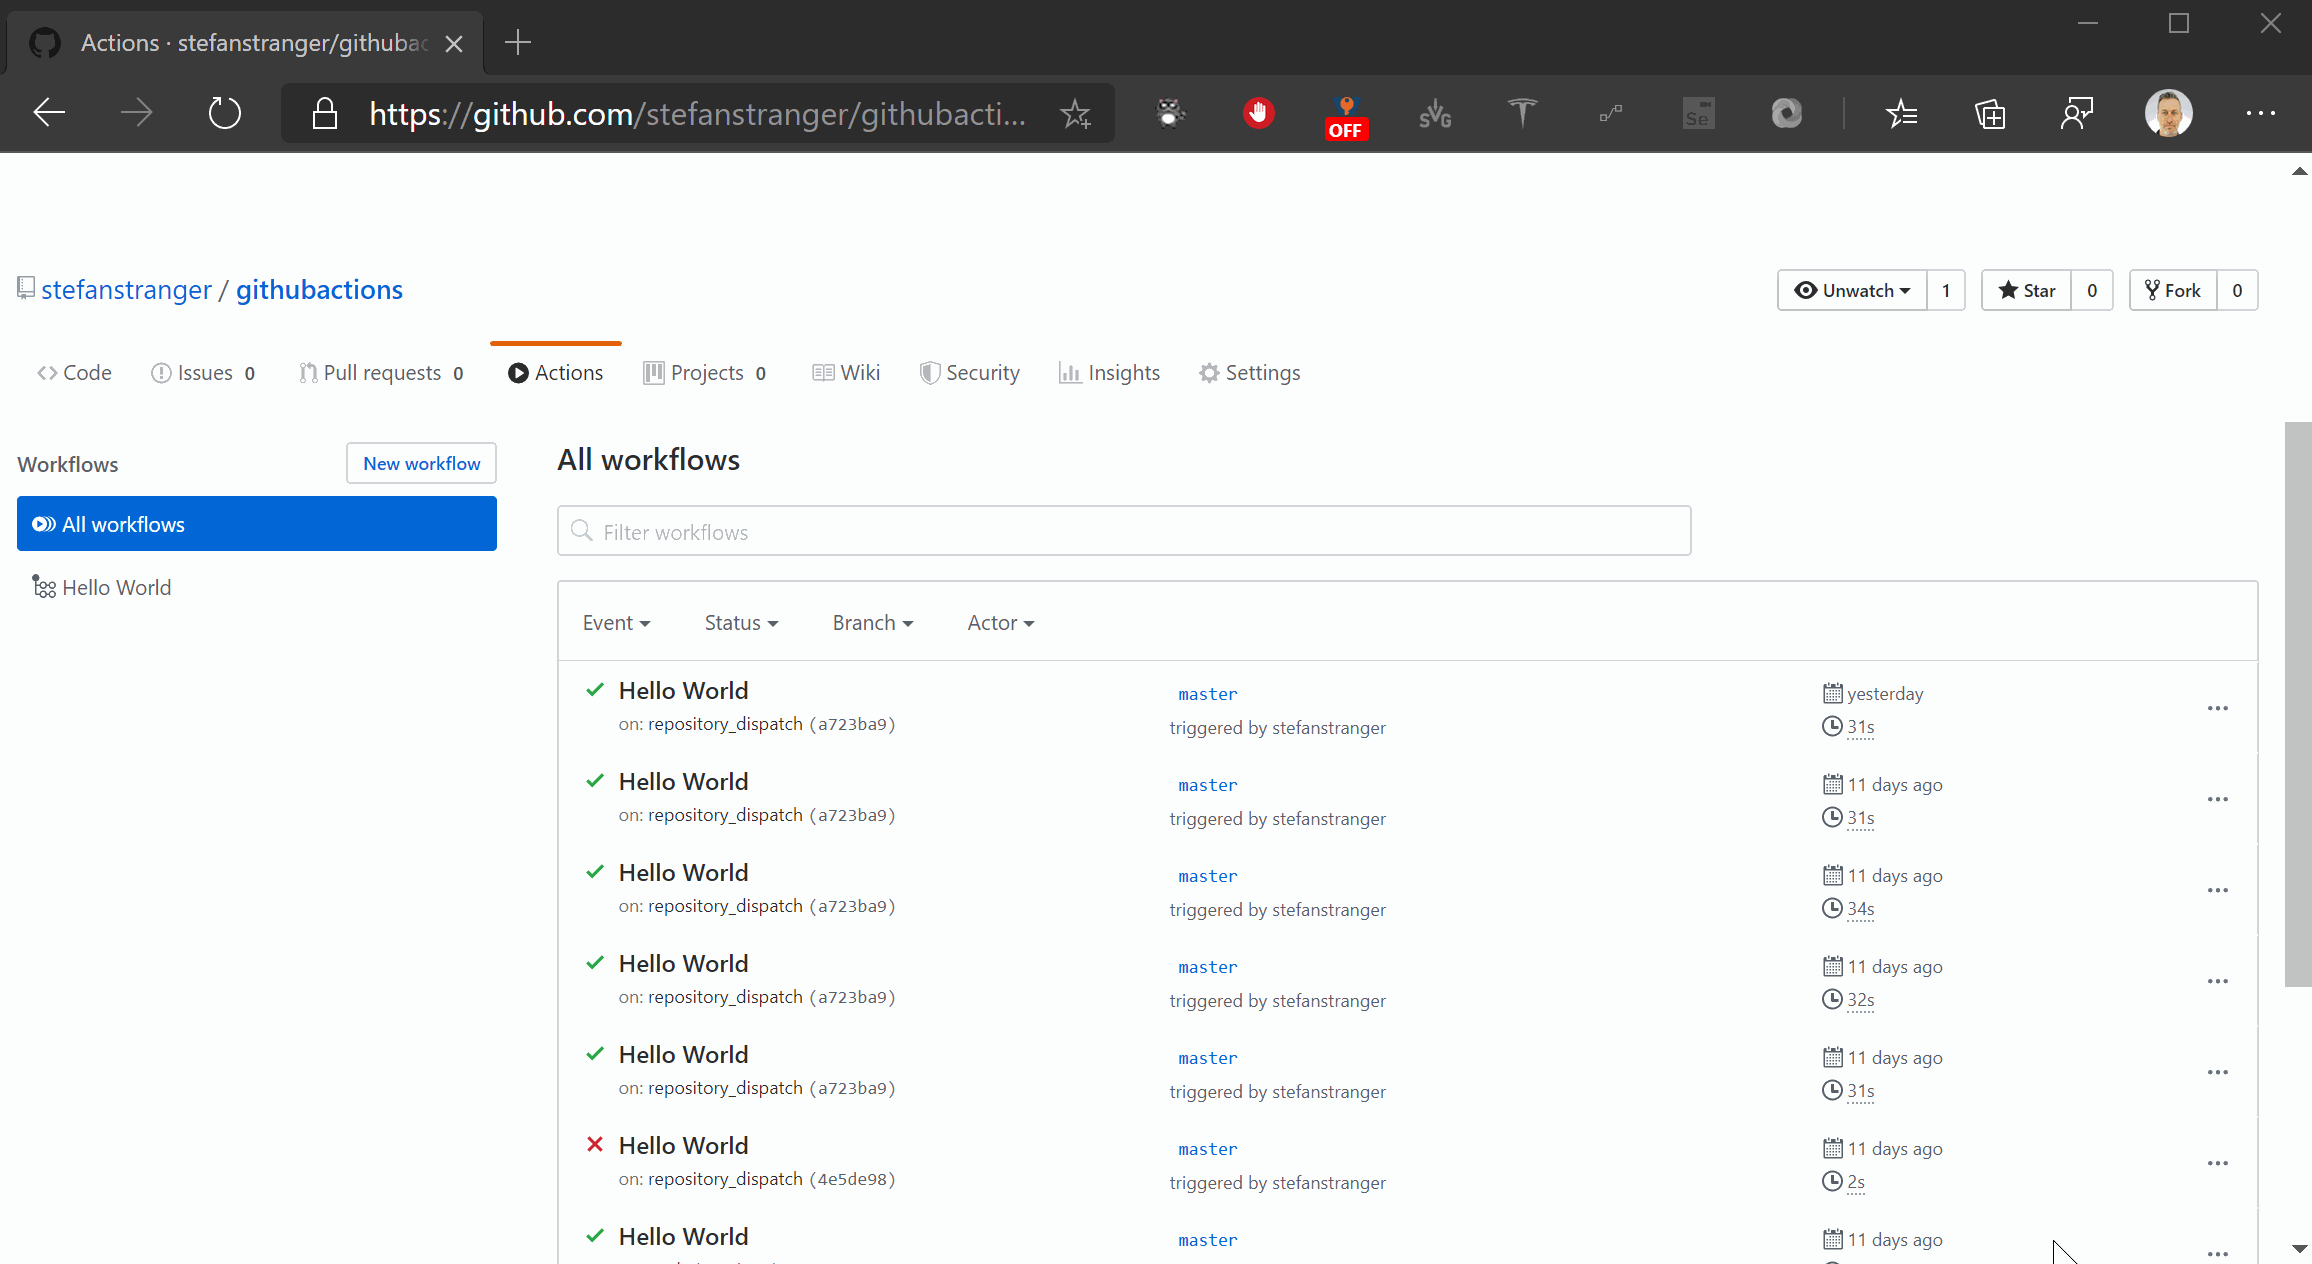 Actions · stefanstranger/githubac
https://github.com/stefanstranger/githubacti...
OFF
SVG
Se
stefanstranger / githubactions
Unwatch 1
Star 0
Fork 0
Code
Issues 0
Pull requests 0
Actions
Projects 0
Wiki
Security
Insights
Settings
Workflows
New workflow
All workflows
Hello World
All workflows
Filter workflows
Event
Status
Branch
Actor
Hello World
on: repository_dispatch (a723ba9)
master
triggered by stefanstranger
yesterday
31s
Hello World
on: repository_dispatch (a723ba9)
master
triggered by stefanstranger
11 days ago
31s
Hello World
on: repository_dispatch (a723ba9)
master
triggered by stefanstranger
11 days ago
34s
Hello World
on: repository_dispatch (a723ba9)
master
triggered by stefanstranger
11 days ago
32s
Hello World
on: repository_dispatch (a723ba9)
master
triggered by stefanstranger
11 days ago
31s
Hello World
on: repository_dispatch (4e5de98)
master
triggered by stefanstranger
11 days ago
2s
Hello World
master
11 days ago